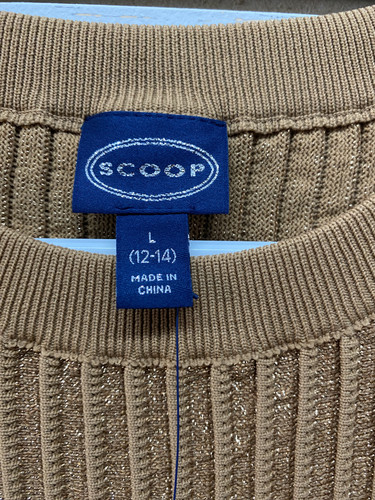 SCOOP
L
(12-14)
MADE IN
CHINA